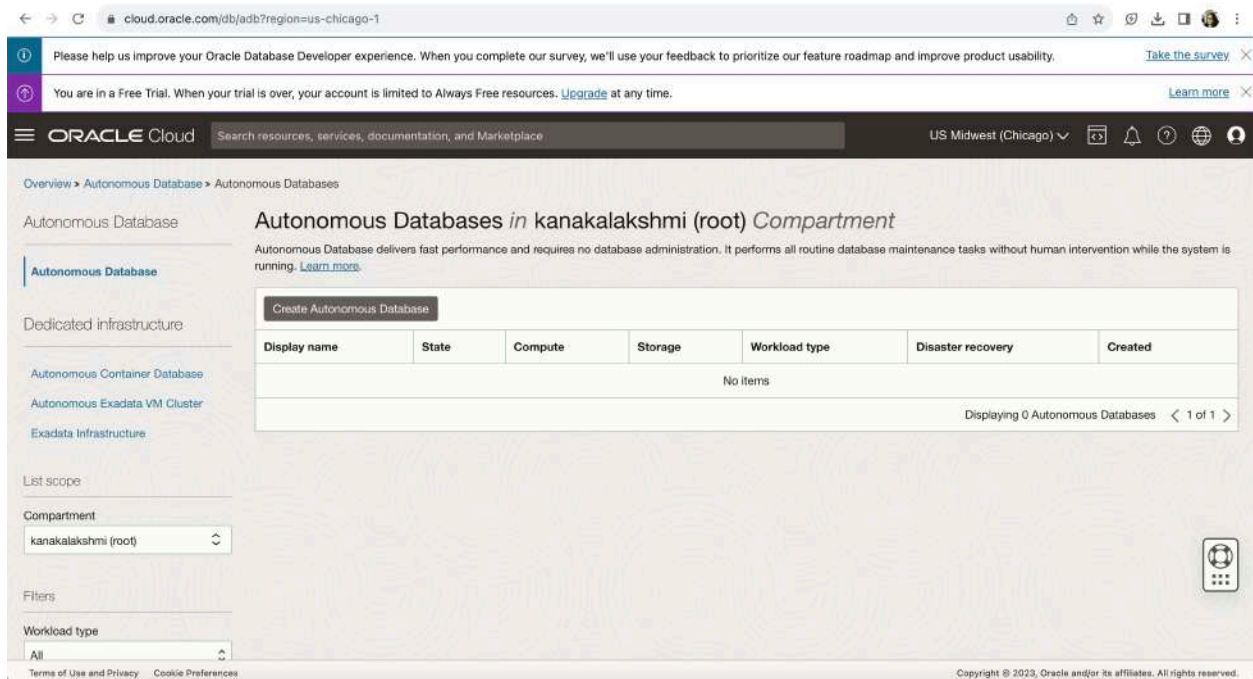 cloud.oracle.com/db/adb?region=us-chicago-1
Please help us improve your Oracle Database Developer experience. When you complete our survey, we'll use your feedback to prioritize our feature roadmap and improve product usability.
Take the survey
You are in a Free Trial. When your trial is over, your account is limited to Always Free resources. Upgrade at any time.
Learn more
ORACLE Cloud
Search resources, services, documentation, and Marketplace
US Midwest (Chicago)
Overview » Autonomous Database » Autonomous Databases
Autonomous Database
Autonomous Database
Dedicated infrastructure
Autonomous Container Database
Autonomous Exadata VM Cluster
Exadata Infrastructure
List scope
Compartment
kanakalakshmi (root)
Filters
Workload type
All
Autonomous Databases in kanakalakshmi (root) Compartment
Autonomous Database delivers fast performance and requires no database administration. It performs all routine database maintenance tasks without human intervention while the system is
running. Learn more.
Create Autonomous Database
Display name State Compute Storage Workload type Disaster recovery Created
No items
Displaying 0 Autonomous Databases < 1 of 1 >
Terms of Use and Privacy Cookie Preferences
Copyright © 2023, Oracle and/or its affiliates. All rights reserved.